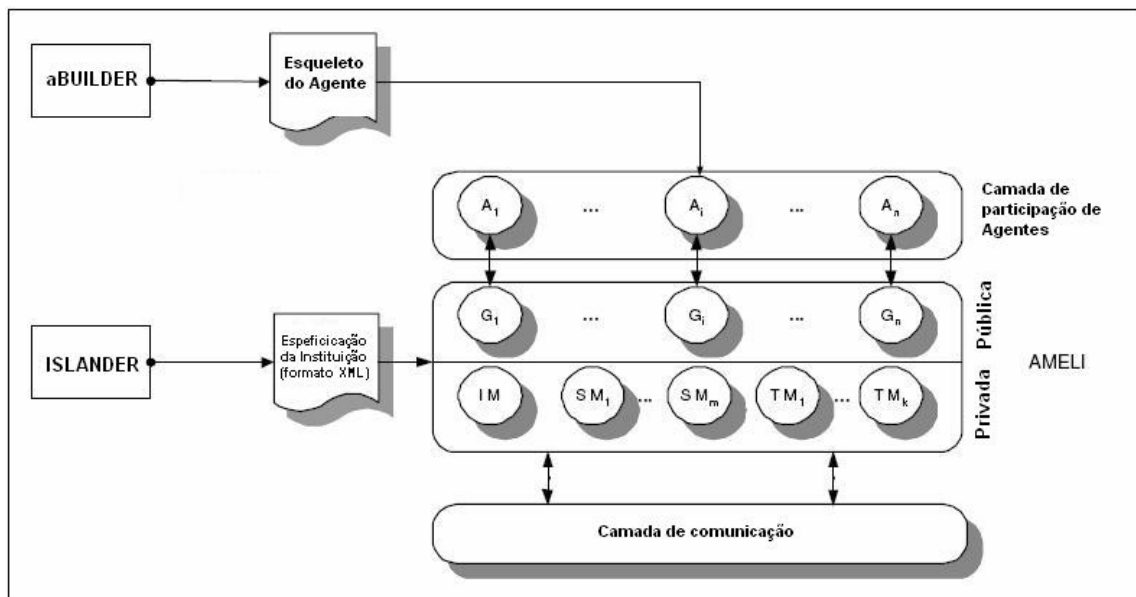 aBUILDER
Esqueleto
do Agente
A1 ... Ai ... An
Camada de
participação de
Agentes
G1 ... Gi ... Gn
Pública
ISLANDER
Espeficicação
da Instituição
(formato XML)
AMELI
IM SM1 ... SMm TM1 ... TMk
Privada
Camada de comunicação